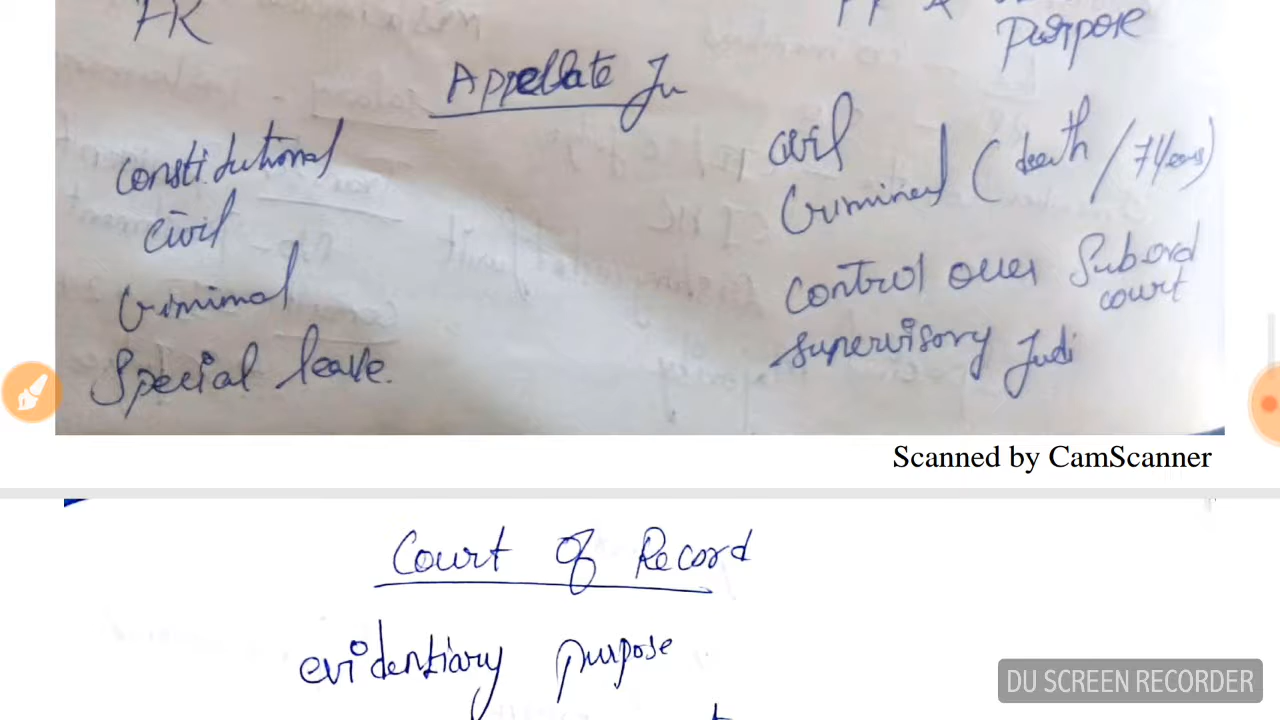 FR
purpose
Appellate Ju
constitutional
civil
criminal
Special leave.
civil
Criminal (death / 7 years)
control over Subord
court
supervisory Judi
Scanned by CamScanner
Court of Record
evidentiary purpose
DU SCREEN RECORDER